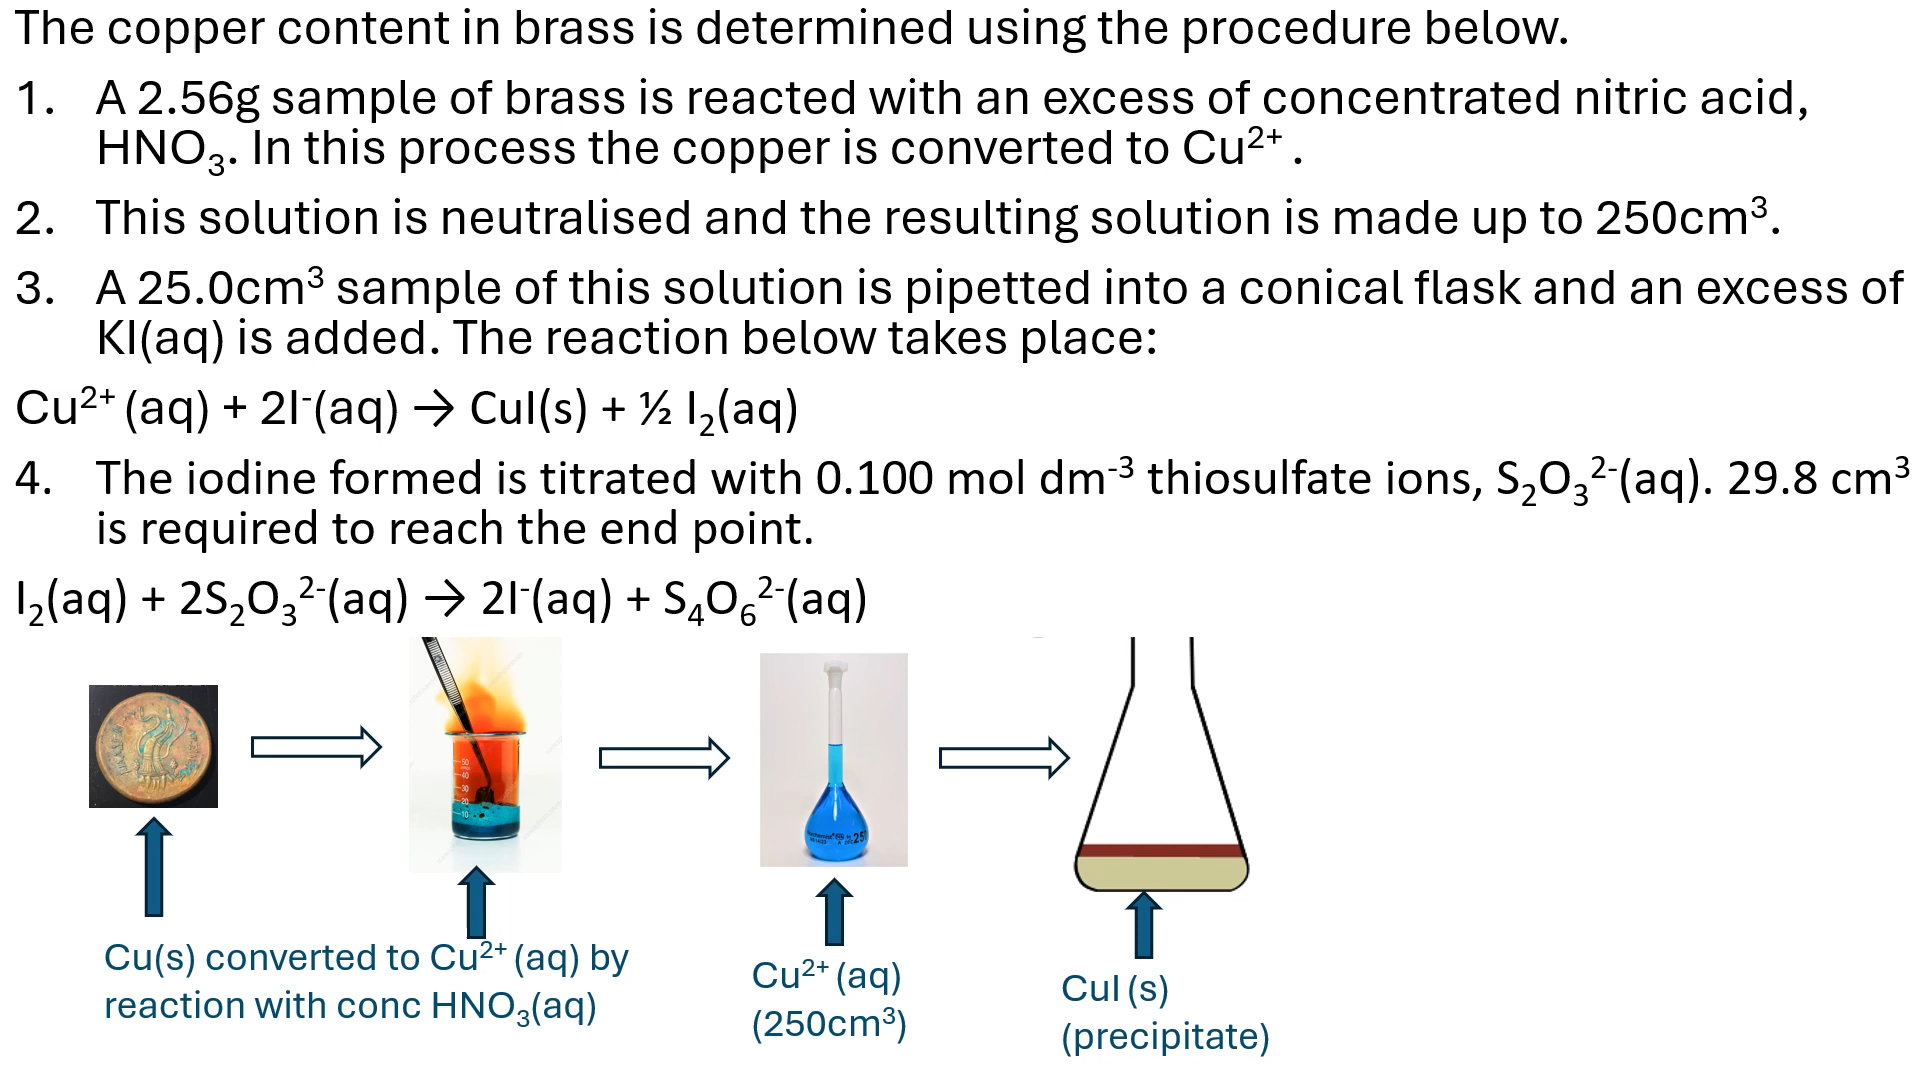 The copper content in brass is determined using the procedure below.
1. A 2.56g sample of brass is reacted with an excess of concentrated nitric acid,
HNO₃. In this process the copper is converted to Cu²⁺ .
2. This solution is neutralised and the resulting solution is made up to 250cm³.
3. A 25.0cm³ sample of this solution is pipetted into a conical flask and an excess of
KI(aq) is added. The reaction below takes place:
Cu²⁺ (aq) + 2I⁻(aq) → CuI(s) + ½ I₂(aq)
4. The iodine formed is titrated with 0.100 mol dm⁻³ thiosulfate ions, S₂O₃²⁻(aq). 29.8 cm³
is required to reach the end point.
I₂(aq) + 2S₂O₃²⁻(aq) → 2I⁻(aq) + S₄O₆²⁻(aq)
50
40
30
20
10
Cu(s) converted to Cu²⁺ (aq) by
reaction with conc HNO₃(aq)
Cu²⁺ (aq)
(250cm³)
CuI (s)
(precipitate)